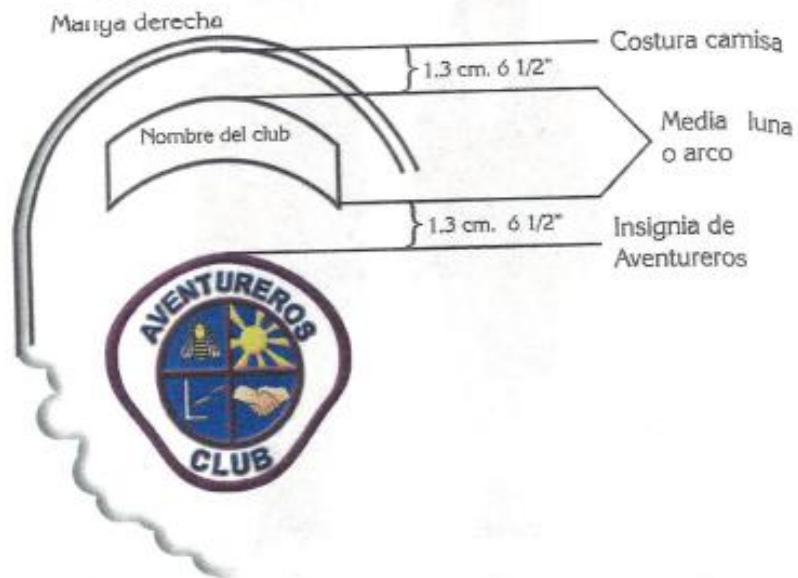 Manga derecha
Costura camisa
1.3 cm. ó 1/2"
Nombre del club
Media luna
o arco
1.3 cm. ó 1/2"
Insignia de
Aventureros
AVENTUREROS
CLUB